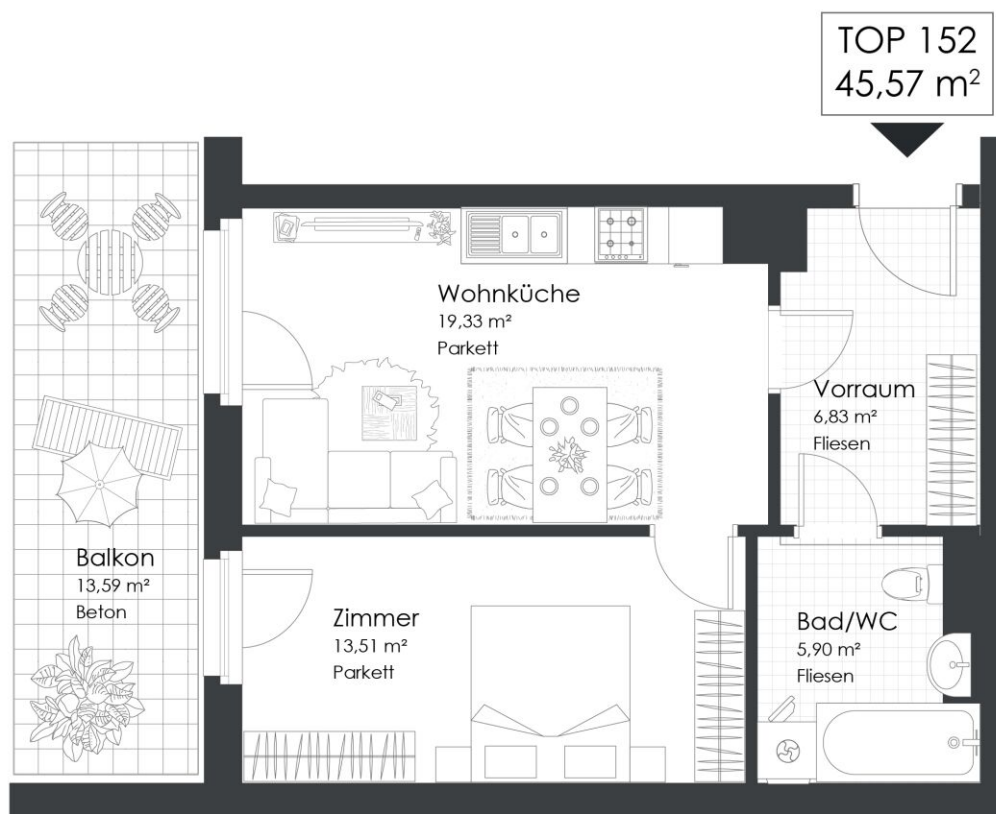 TOP 152
45,57 m²
Wohnküche
19,33 m²
Parkett
Vorraum
6,83 m²
Fliesen
Balkon
13,59 m²
Beton
Zimmer
13,51 m²
Parkett
Bad/WC
5,90 m²
Fliesen